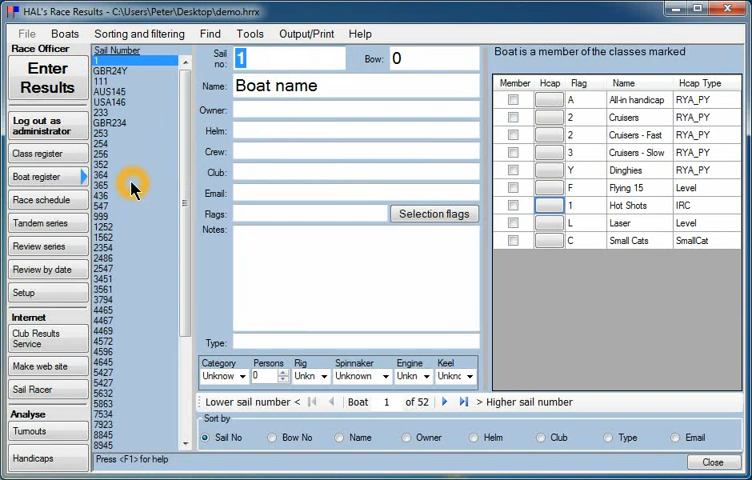 HAL's Race Results - C:\Users\Peter\Desktop\demo.hrrx
File Boats Sorting and filtering Find Tools Output/Print Help
Race Officer
Enter Results
Log out as administrator
Class register
Boat register
Race schedule
Tandem series
Review series
Review by date
Setup
Internet
Club Results Service
Make web site
Sail Racer
Analyse
Turnouts
Handicaps
Sail Number
1
GBR24Y
111
AUS145
USA146
233
GBR234
253
254
256
352
364
365
436
547
999
1252
1562
2354
2486
2547
3451
3561
3794
4465
4467
4469
4572
4596
4645
5427
5427
5632
5863
7534
7923
8845
8945
Sail no: 1 Bow: 0
Name: Boat name
Owner:
Helm:
Crew:
Club:
Email:
Flags: Selection flags
Notes:
Type:
Category Persons Rig Spinnaker Engine Keel
Unknow 0 Unkn Unknown Unkn Unknc
Lower sail number < Boat 1 of 52 > Higher sail number
Sort by
Sail No Bow No Name Owner Helm Club Type Email
Boat is a member of the classes marked
Member Hcap Flag Name Hcap Type
A All-in handicap RYA_PY
2 Cruisers RYA_PY
2 Cruisers - Fast RYA_PY
3 Cruisers - Slow RYA_PY
Y Dinghies RYA_PY
F Flying 15 Level
1 Hot Shots IRC
L Laser Level
C Small Cats SmallCat
Press <F1> for help
Close